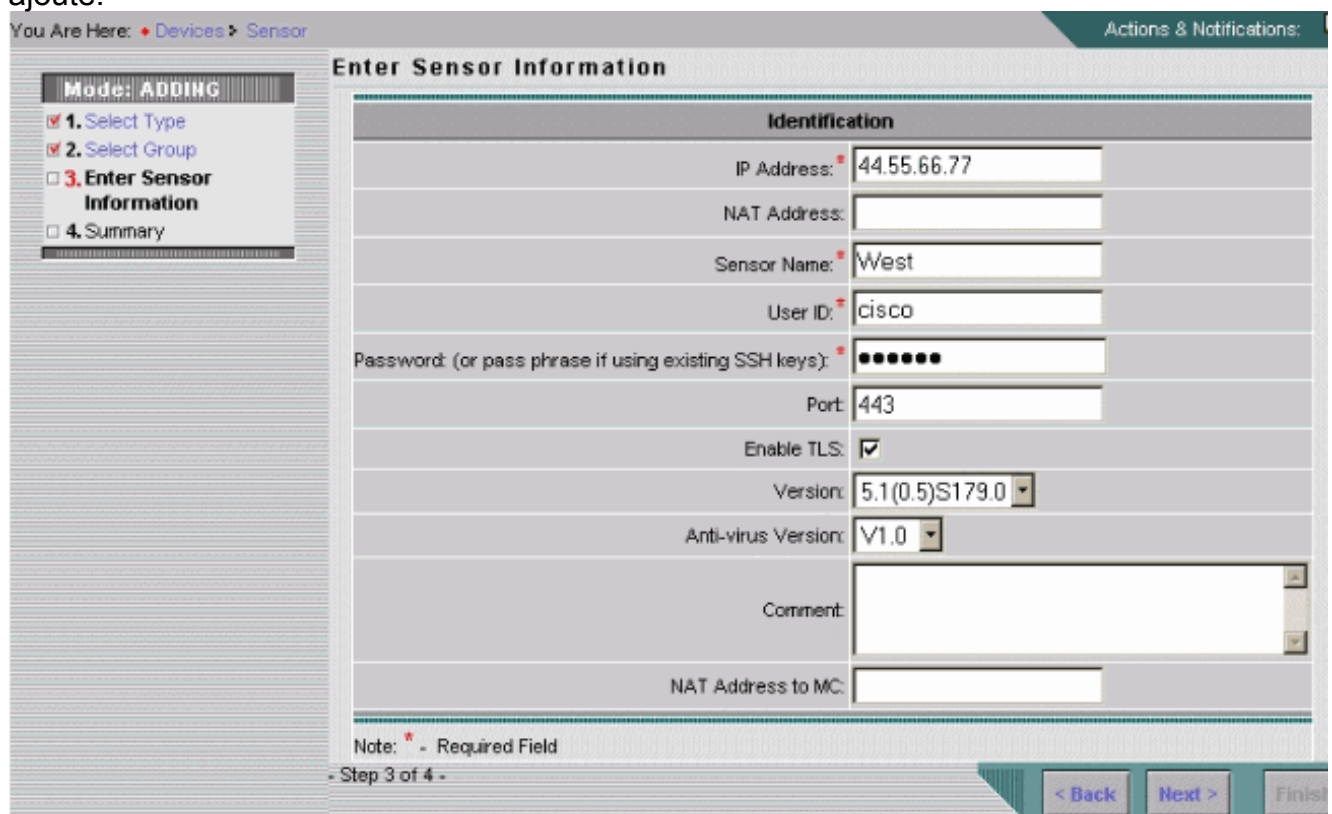 ajouté.
You Are Here: Devices > Sensor
Actions & Notifications:
Enter Sensor Information
Mode: ADDING
1. Select Type
2. Select Group
3. Enter Sensor
Information
4. Summary
Identification
IP Address:* 44.55.66.77
NAT Address:
Sensor Name:* West
User ID:* cisco
Password: (or pass phrase if using existing SSH keys): * ••••••
Port: 443
Enable TLS:
Version: 5.1(0.5)S179.0
Anti-virus Version: V1.0
Comment:
NAT Address to MC:
Note: * - Required Field
- Step 3 of 4 -
< Back
Next >
Finish